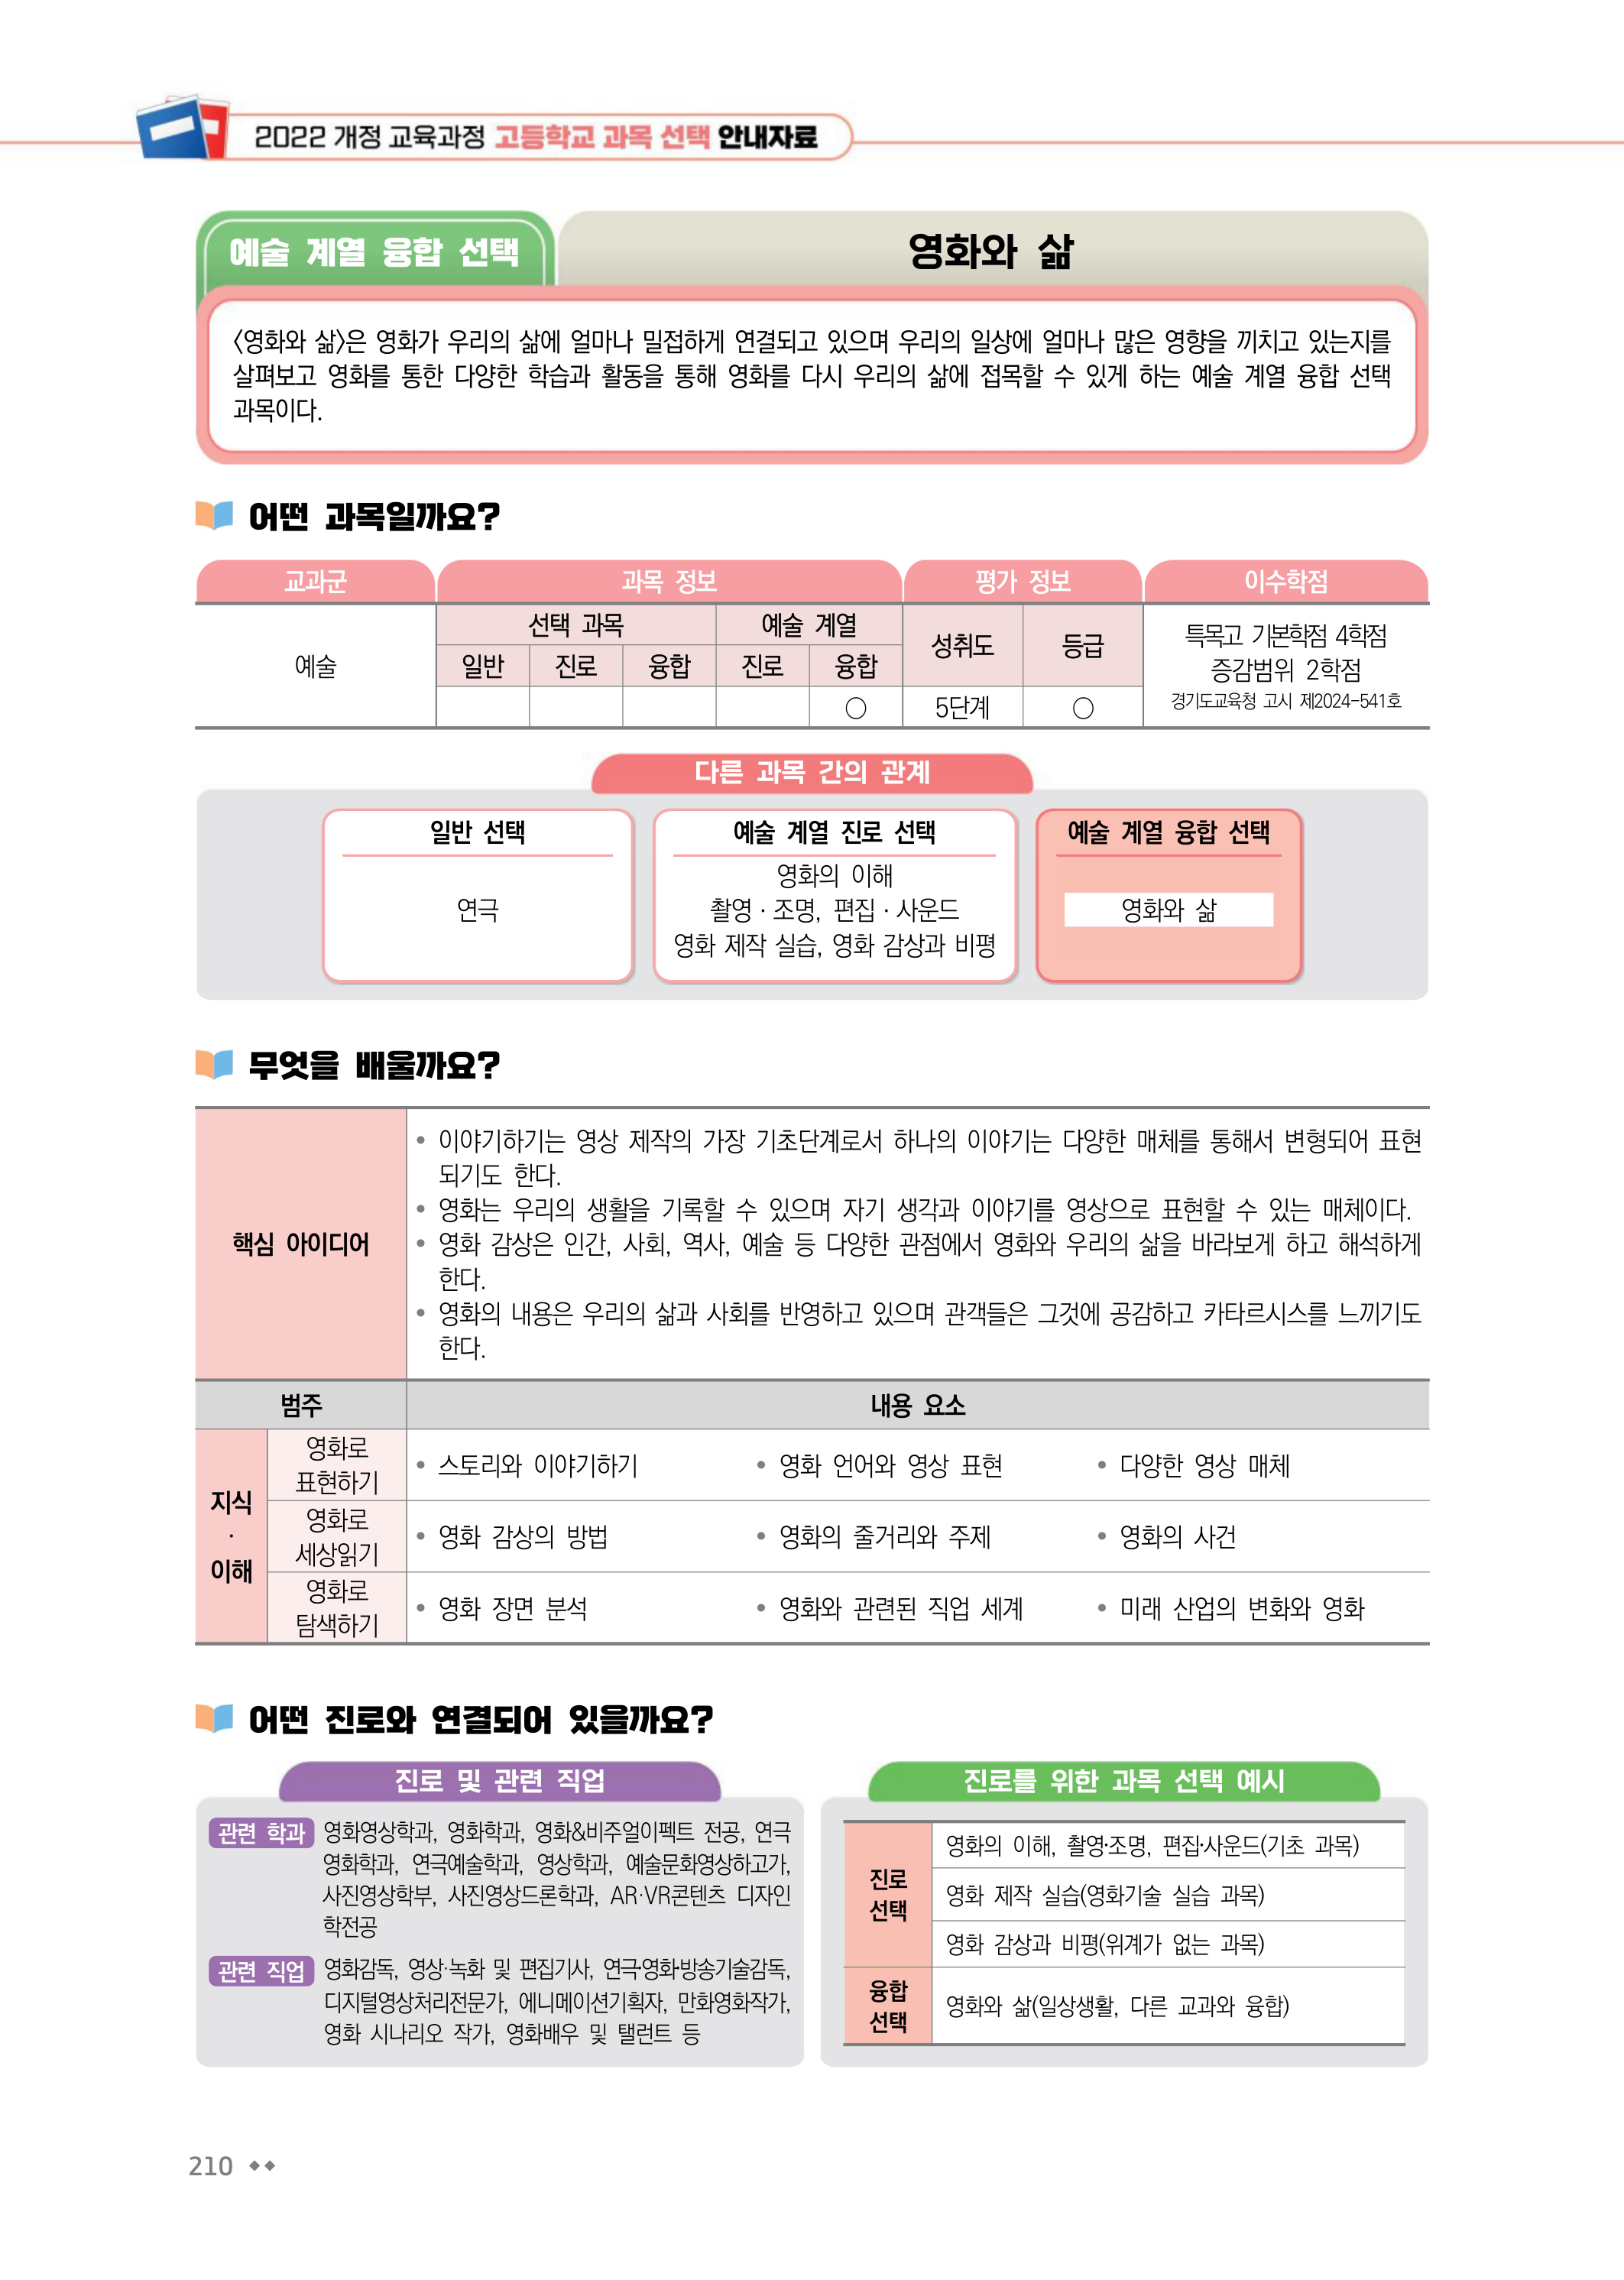 2022 개정 교육과정 고등학교 과목 선택 안내자료
예술 계열 융합 선택
영화와 삶
〈영화와 삶〉은 영화가 우리의 삶에 얼마나 밀접하게 연결되고 있으며 우리의 일상에 얼마나 많은 영향을 끼치고 있는지를
살펴보고 영화를 통한 다양한 학습과 활동을 통해 영화를 다시 우리의 삶에 접목할 수 있게 하는 예술 계열 융합 선택
과목이다.
어떤 과목일까요?
교과군 과목 정보 평가 정보 이수학점
선택 과목 예술 계열 성취도 등급
일반 진로 융합 진로 융합
예술
○ 5단계 ○
특목고 기본학점 4학점
증감범위 2학점
경기도교육청 고시 제2024-541호
다른 과목 간의 관계
일반 선택
연극
예술 계열 진로 선택
영화의 이해
촬영 · 조명, 편집 · 사운드
영화 제작 실습, 영화 감상과 비평
예술 계열 융합 선택
영화와 삶
무엇을 배울까요?
핵심 아이디어
• 이야기하기는 영상 제작의 가장 기초단계로서 하나의 이야기는 다양한 매체를 통해서 변형되어 표현
되기도 한다.
• 영화는 우리의 생활을 기록할 수 있으며 자기 생각과 이야기를 영상으로 표현할 수 있는 매체이다.
• 영화 감상은 인간, 사회, 역사, 예술 등 다양한 관점에서 영화와 우리의 삶을 바라보게 하고 해석하게
한다.
• 영화의 내용은 우리의 삶과 사회를 반영하고 있으며 관객들은 그것에 공감하고 카타르시스를 느끼기도
한다.
범주 내용 요소
지식
·
이해
영화로
표현하기
• 스토리와 이야기하기 • 영화 언어와 영상 표현 • 다양한 영상 매체
영화로
세상읽기
• 영화 감상의 방법 • 영화의 줄거리와 주제 • 영화의 사건
영화로
탐색하기
• 영화 장면 분석 • 영화와 관련된 직업 세계 • 미래 산업의 변화와 영화
어떤 진로와 연결되어 있을까요?
진로 및 관련 직업
관련 학과 영화영상학과, 영화학과, 영화&비주얼이펙트 전공, 연극
영화학과, 연극예술학과, 영상학과, 예술문화영상하고가,
사진영상학부, 사진영상드론학과, AR·VR콘텐츠 디자인
학전공
관련 직업 영화감독, 영상·녹화 및 편집기사, 연극·영화·방송기술감독,
디지털영상처리전문가, 에니메이션기획자, 만화영화작가,
영화 시나리오 작가, 영화배우 및 탤런트 등
진로를 위한 과목 선택 예시
진로
선택
영화의 이해, 촬영·조명, 편집·사운드(기초 과목)
영화 제작 실습(영화기술 실습 과목)
영화 감상과 비평(위계가 없는 과목)
융합
선택
영화와 삶(일상생활, 다른 교과와 융합)
210